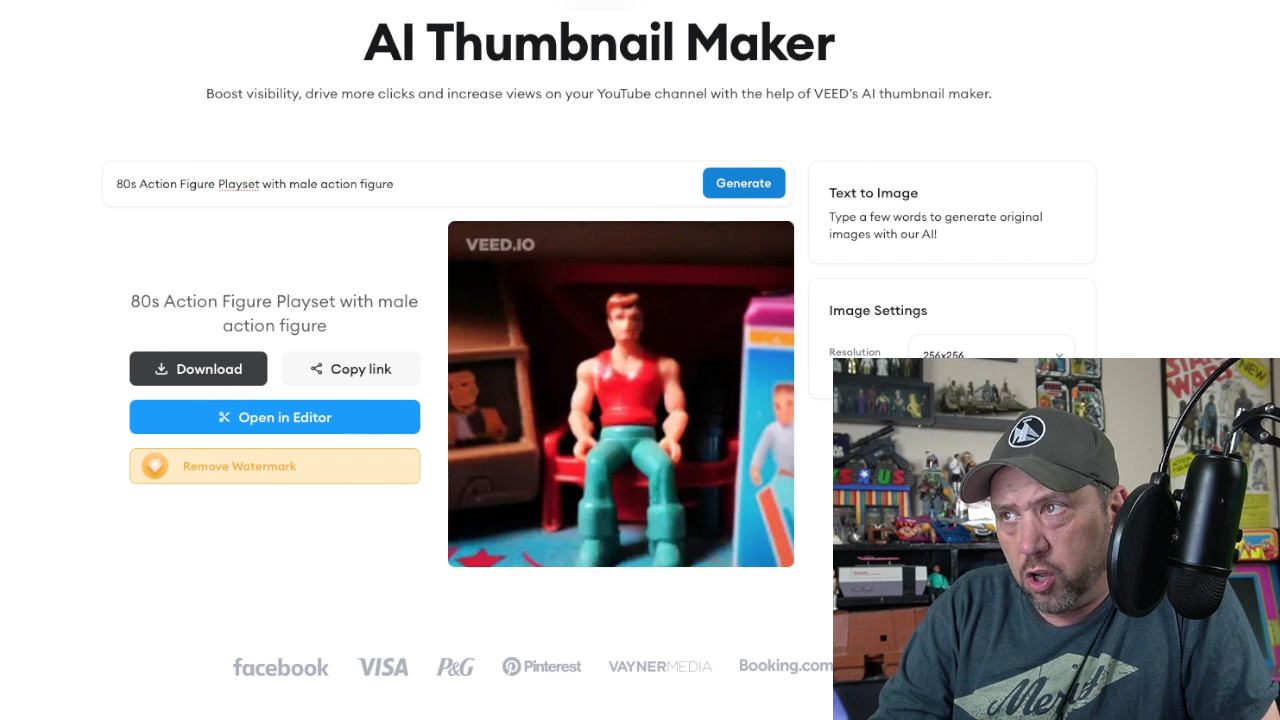 AI Thumbnail Maker
Boost visibility, drive more clicks and increase views on your YouTube channel with the help of VEED's AI thumbnail maker.
80s Action Figure Playset with male action figure
Generate
80s Action Figure Playset with male
action figure
Download
Copy link
Open in Editor
Remove Watermark
VEED.IO
Text to Image
Type a few words to generate original
images with our AI!
Image Settings
Resolution
256x256
STAR
WARS
NEW
facebook
VISA
P&G
Pinterest
VAYNERMEDIA
Booking.com